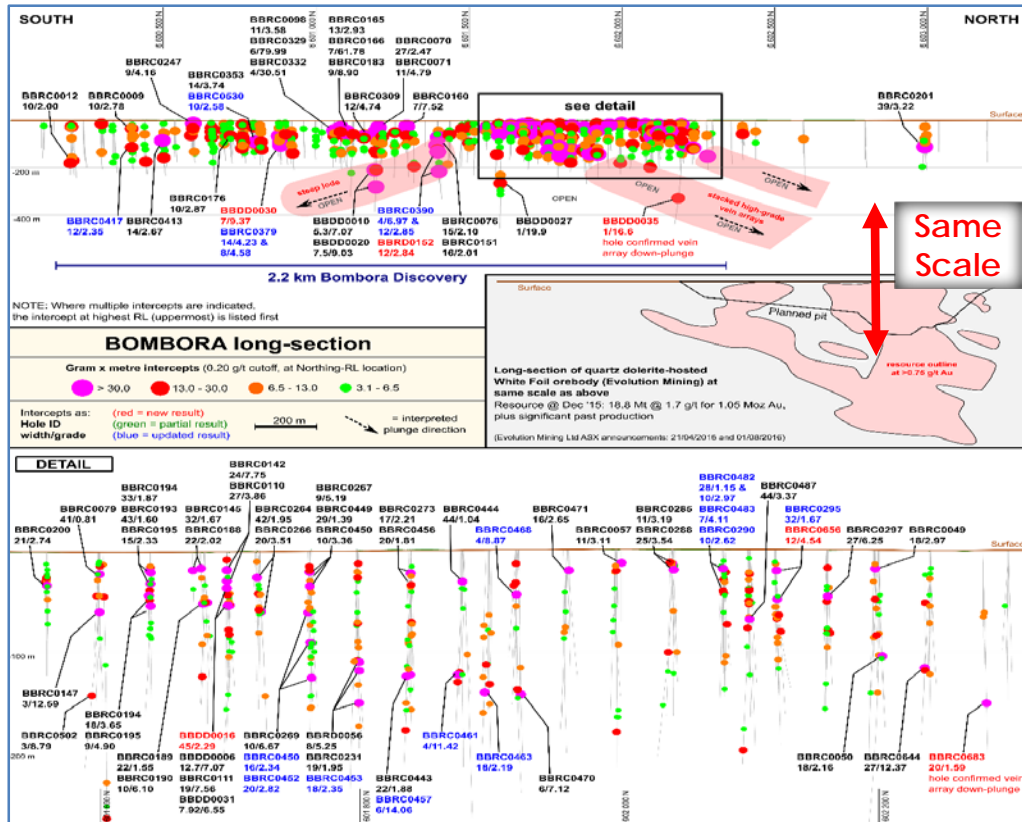 SOUTH
NORTH
6 600 500 N
6 601 000 N
6 601 500 N
6 602 000 N
6 602 500 N
6 603 000 N
BBRC0098
11/3.58
BBRC0329
6/79.99
BBRC0332
4/30.51
BBRC0165
13/2.93
BBRC0166
7/61.78
BBRC0183
9/8.90
BBRC0070
27/2.47
BBRC0071
11/4.79
BBRC0247
9/4.16
BBRC0353
14/3.74
BBRC0530
10/2.58
BBRC0309
12/4.74
BBRC0160
7/7.52
BBRC0012
10/2.00
BBRC0009
10/2.78
BBRC0201
39/3.22
see detail
Surface
-200 m
-400 m
steep lode
OPEN
OPEN
OPEN
OPEN
stacked high-grade
vein arrays
OPEN
BBRC0417
12/2.35
BBRC0413
14/2.67
BBRC0176
10/2.87
BBDD0030
7/9.37
BBRC0379
14/4.23 &
8/4.58
BBDD0010
5.3/7.07
BBDD0020
7.5/9.03
BBRC0390
4/6.97 &
12/2.85
BBRD0152
12/2.84
BBRC0076
15/2.10
BBRC0151
16/2.01
BBDD0027
1/19.9
BBDD0035
1/16.6
hole confirmed vein
array down-plunge
Same
Scale
2.2 km Bombora Discovery
NOTE; Where multiple intercepts are indicated,
the intercept at highest RL (uppermost) is listed first
BOMBORA long-section
Gram x metre intercepts (0.20 g/t cutoff, at Northing-RL location)
> 30.0
13.0 - 30.0
6.5 - 13.0
3.1 - 6.5
Intercepts as:
Hole ID
width/grade
(red = new result)
(green = partial result)
(blue = updated result)
200 m
= interpreted
plunge direction
Surface
Planned pit
resource outline
at >0.75 g/t Au
Long-section of quartz dolerite-hosted
White Foil orebody (Evolution Mining) at
same scale as above
Resource @ Dec '15: 18.8 Mt @ 1.7 g/t for 1.05 Moz Au,
plus significant past production
(Evolution Mining Ltd ASX announcements: 21/04/2016 and 01/08/2016)
DETAIL
BBRC0200
21/2.74
BBRC0079
41/0.81
BBRC0194
33/1.87
BBRC0193
43/1.60
BBRC0195
15/2.33
BBRC0145
32/1.67
BBRC0188
22/2.02
BBRC0142
24/7.75
BBRC0110
27/3.86
BBRC0264
42/1.95
BBRC0266
20/3.51
BBRC0267
9/5.19
BBRC0449
29/1.39
BBRC0450
10/3.36
BBRC0273
17/2.21
BBRC0456
20/1.81
BBRC0444
44/1.04
BBRC0468
4/8.87
BBRC0471
16/2.65
BBRC0057
11/3.11
BBRC0285
11/3.19
BBRC0288
25/3.54
BBRC0482
28/1.15 &
10/2.97
BBRC0483
7/4.11
BBRC0290
10/2.62
BBRC0487
44/3.37
BBRC0295
32/1.67
BBRC0656
12/4.54
BBRC0297
27/6.25
BBRC0049
18/2.97
Surface
-100 m
-200 m
BBRC0147
3/12.59
BBRC0502
3/8.79
BBRC0194
18/3.65
BBRC0195
9/4.90
BBRC0189
22/1.55
BBRC0190
10/6.10
BBDD0016
45/2.29
BBDD0006
12.7/7.07
BBRC0111
19/7.56
BBDD0031
7.92/6.55
BBRC0269
10/6.67
BBRC0450
16/2.34
BBRC0452
20/2.82
BBDD0056
8/5.25
BBRC0231
19/1.95
BBRC0453
18/2.35
BBRC0443
22/1.88
BBRC0457
6/14.06
BBRC0461
4/11.42
BBRC0463
18/2.19
BBRC0470
6/7.12
BBRC0050
18/2.16
BBRC0644
27/12.37
BBRC0683
20/1.59
hole confirmed vein
array down-plunge
6 602 000 N
6 602 200 N